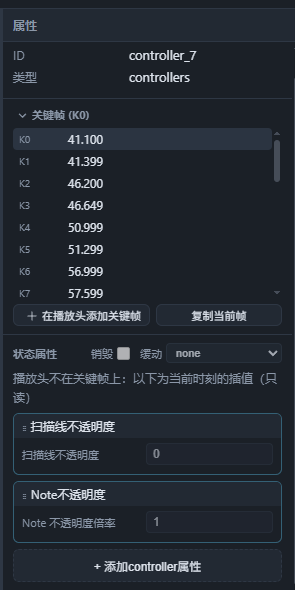 属性
ID controller_7
类型 controllers
关键帧 (K0)
K0 41.100
K1 41.399
K2 46.200
K3 46.649
K4 50.999
K5 51.299
K6 56.999
K7 57.599
+ 在播放头添加关键帧 复制当前帧
状态属性 销毁 缓动 none
播放头不在关键帧上：以下为当前时刻的插值（只
读）
扫描线不透明度
扫描线不透明度 0
Note不透明度
Note 不透明度倍率 1
+ 添加controller属性